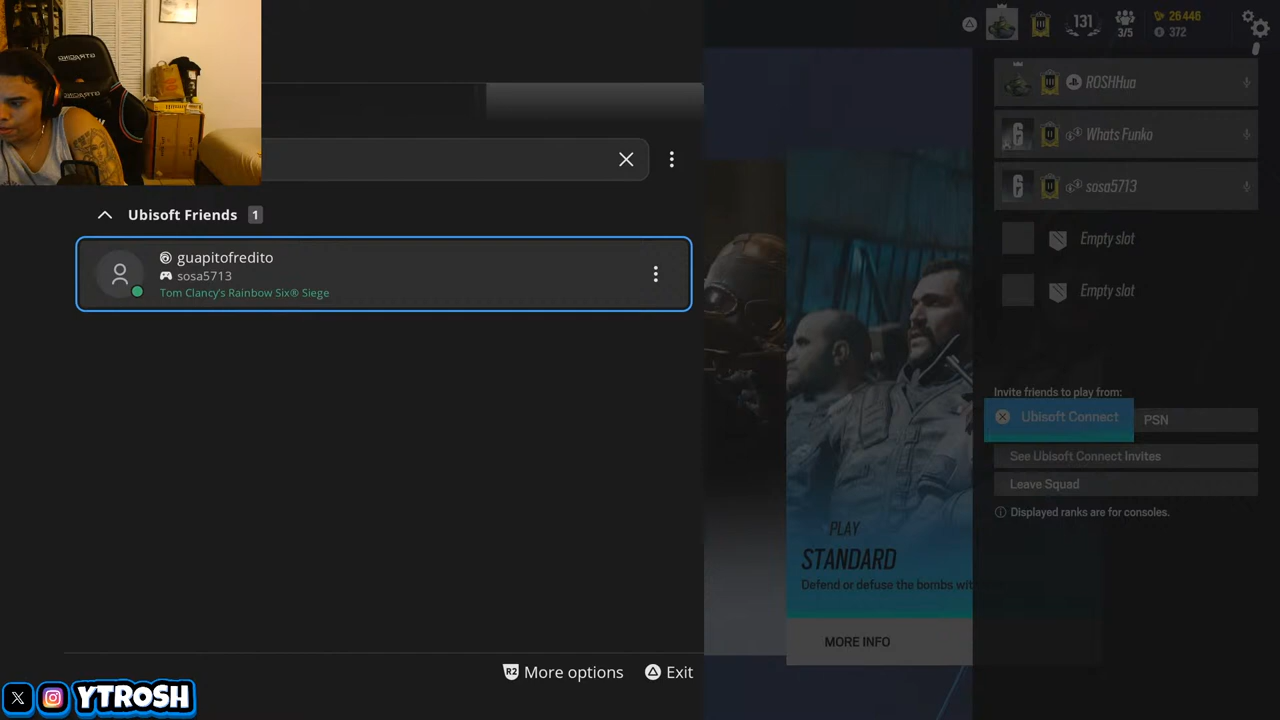 131
3/5
26 446
372
ROSHHua
Whats Funko
sosa5713
Empty slot
Empty slot
Ubisoft Friends 1
guapitofredito
sosa5713
Tom Clancy's Rainbow Six® Siege
Invite friends to play from:
Ubisoft Connect
PSN
See Ubisoft Connect Invites
Leave Squad
Displayed ranks are for consoles.
PLAY
STANDARD
Defend or defuse the bombs wit
MORE INFO
R2 More options
Exit
YTROSH